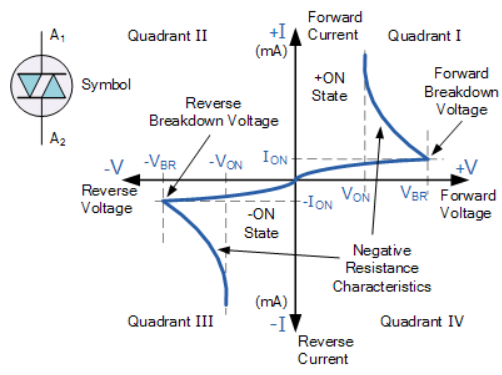 A1
Symbol
A2
Quadrant II
+I
(mA)
Forward
Current
Quadrant I
+ON
State
Forward
Breakdown
Voltage
Reverse
Breakdown Voltage
-V
-VBR
-VON
ION
+V
Reverse
Voltage
VON
VBR'
Forward
Voltage
-ION
-ON
State
Negative
Resistance
Characteristics
(mA)
-I
Quadrant III
Quadrant IV
Reverse
Current